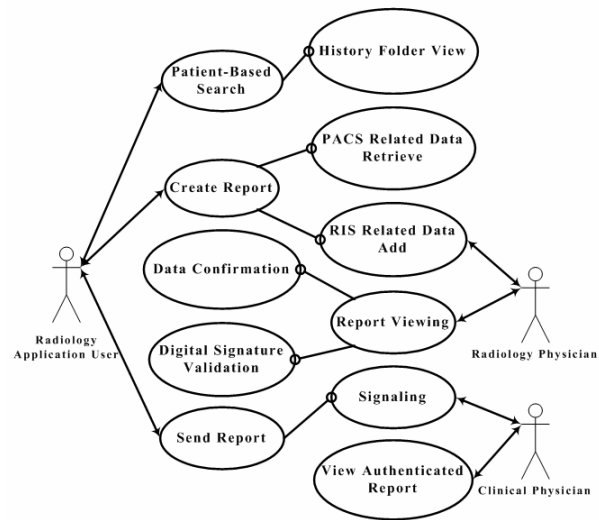 History Folder View
Patient-Based
Search
PACS Related Data
Retrieve
Create Report
RIS Related Data
Add
Data Confirmation
Report Viewing
Radiology
Application User
Radiology Physician
Digital Signature
Validation
Signaling
Send Report
View Authenticated
Report
Clinical Physician